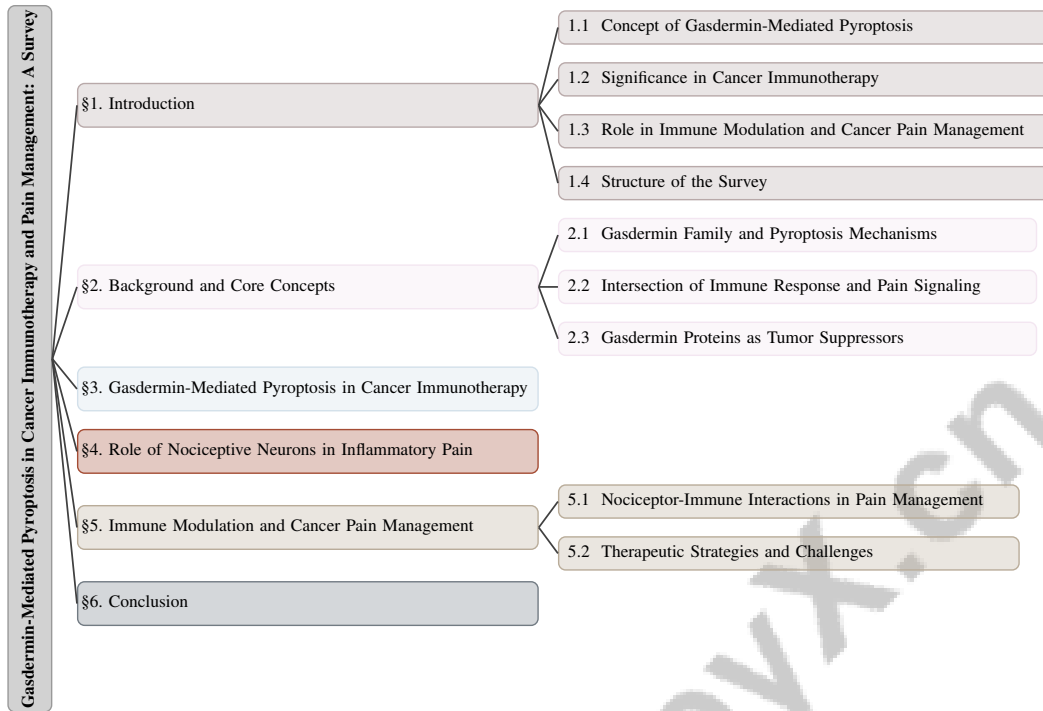 Gasdermin-Mediated Pyroptosis in Cancer Immunotherapy and Pain Management: A Survey
§1. Introduction
1.1 Concept of Gasdermin-Mediated Pyroptosis
1.2 Significance in Cancer Immunotherapy
1.3 Role in Immune Modulation and Cancer Pain Management
1.4 Structure of the Survey
§2. Background and Core Concepts
2.1 Gasdermin Family and Pyroptosis Mechanisms
2.2 Intersection of Immune Response and Pain Signaling
2.3 Gasdermin Proteins as Tumor Suppressors
§3. Gasdermin-Mediated Pyroptosis in Cancer Immunotherapy
§4. Role of Nociceptive Neurons in Inflammatory Pain
§5. Immune Modulation and Cancer Pain Management
5.1 Nociceptor-Immune Interactions in Pain Management
5.2 Therapeutic Strategies and Challenges
§6. Conclusion